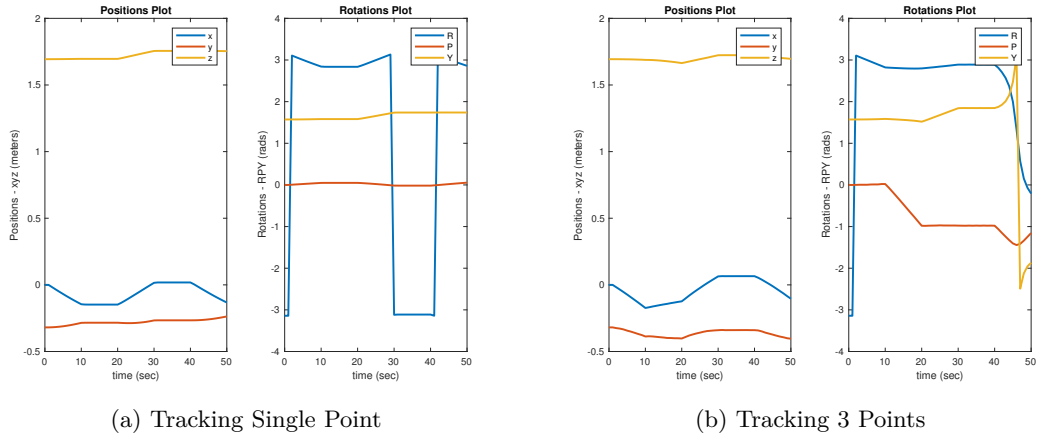 Positions Plot
Positions - xyz (meters)
2
1.5
1
0.5
0
-0.5
0 10 20 30 40 50
time (sec)
x
y
z
Rotations Plot
Rotations - RPY (rads)
4
3
2
1
0
-1
-2
-3
-4
0 20 40 60
time (sec)
R
P
Y
(a) Tracking Single Point
Positions Plot
Positions - xyz (meters)
2
1.5
1
0.5
0
-0.5
0 10 20 30 40 50
time (sec)
x
y
z
Rotations Plot
Rotations - RPY (rads)
4
3
2
1
0
-1
-2
-3
-4
0 10 20 30 40 50
time (sec)
R
P
Y
(b) Tracking 3 Points